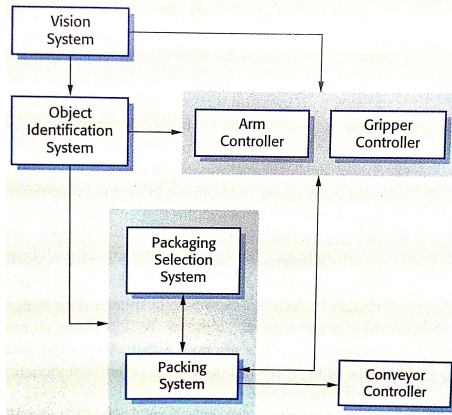 Vision
System
Object
Identification
System
Arm
Controller
Gripper
Controller
Packaging
Selection
System
Packing
System
Conveyor
Controller